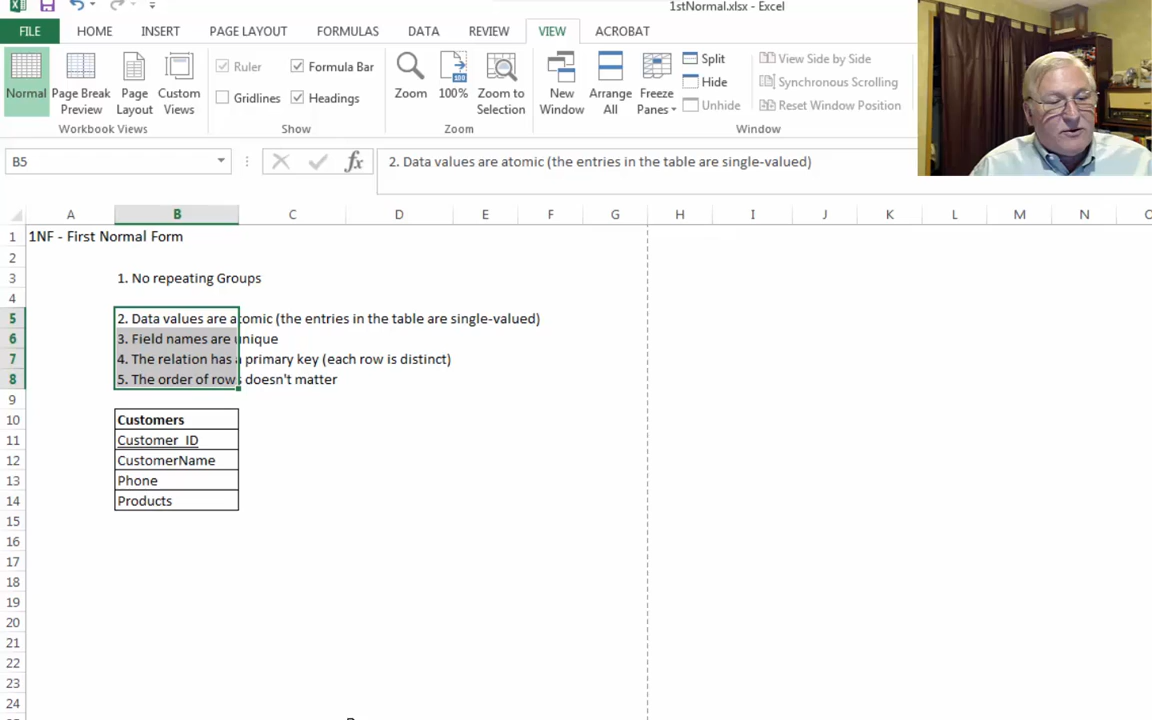 1stNormal.xlsx - Excel
FILE HOME INSERT PAGE LAYOUT FORMULAS DATA REVIEW VIEW ACROBAT
Normal
Page Break Preview
Page Layout
Custom Views
Workbook Views
Ruler
Formula Bar
Gridlines
Headings
Show
Zoom
100%
Zoom to Selection
Zoom
New Window
Arrange All
Freeze Panes
Split
Hide
Unhide
View Side by Side
Synchronous Scrolling
Reset Window Position
Window
B5
fx
2. Data values are atomic (the entries in the table are single-valued)
A B C D E F G H I J K L M N
1 1NF - First Normal Form
2
3 1. No repeating Groups
4
5 2. Data values are atomic (the entries in the table are single-valued)
6 3. Field names are unique
7 4. The relation has a primary key (each row is distinct)
8 5. The order of rows doesn't matter
9
10 Customers
11 Customer_ID
12 CustomerName
13 Phone
14 Products
15
16
17
18
19
20
21
22
23
24